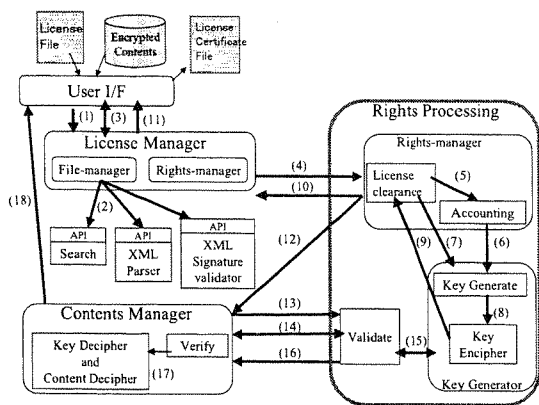 License
File
Encrypted
Contents
License
Certificate
File
User I/F
(1)
(3)
(11)
License Manager
File-manager
Rights-manager
(2)
API
Search
API
XML
Parser
API
XML
Signature
validator
(18)
(4)
(10)
(12)
Rights Processing
Rights-manager
License
clearance
(5)
Accounting
(9)
(7)
(6)
Key Generate
(8)
Key
Encipher
Key Generator
Contents Manager
Key Decipher
and
Content Decipher
Verify
(17)
(13)
(14)
(16)
Validate
(15)